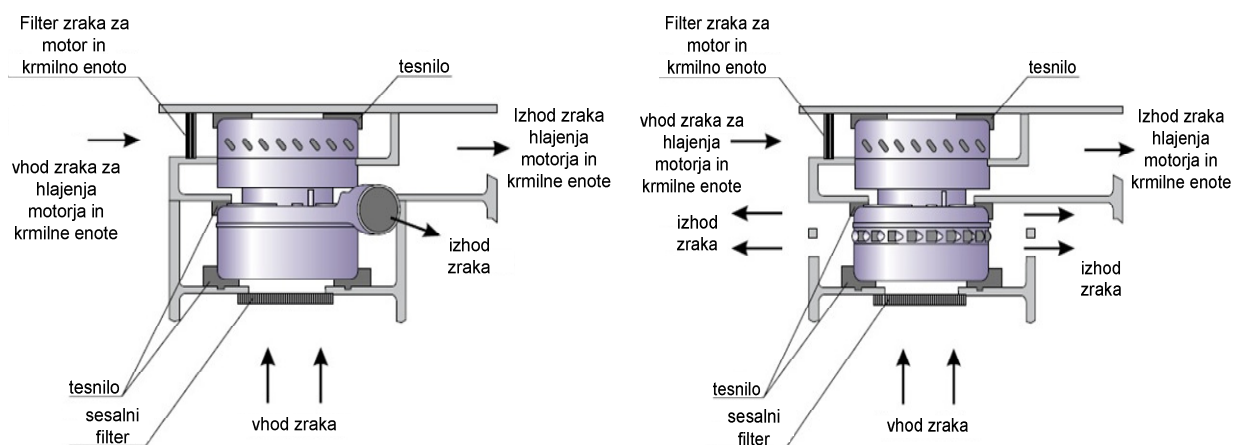 Filter zraka za
motor in
krmilno enoto
tesnilo
vhod zraka za
hlajenja
motorja in
krmilne enote
Izhod zraka
hlajenja
motorja in
krmilne enote
izhod
zraka
tesnilo
sesalni
filter
vhod zraka
Filter zraka za
motor in
krmilno enoto
tesnilo
vhod zraka za
hlajenja
motorja in
krmilne enote
Izhod zraka
hlajenja
motorja in
krmilne enote
izhod
zraka
izhod
zraka
tesnilo
sesalni
filter
vhod zraka